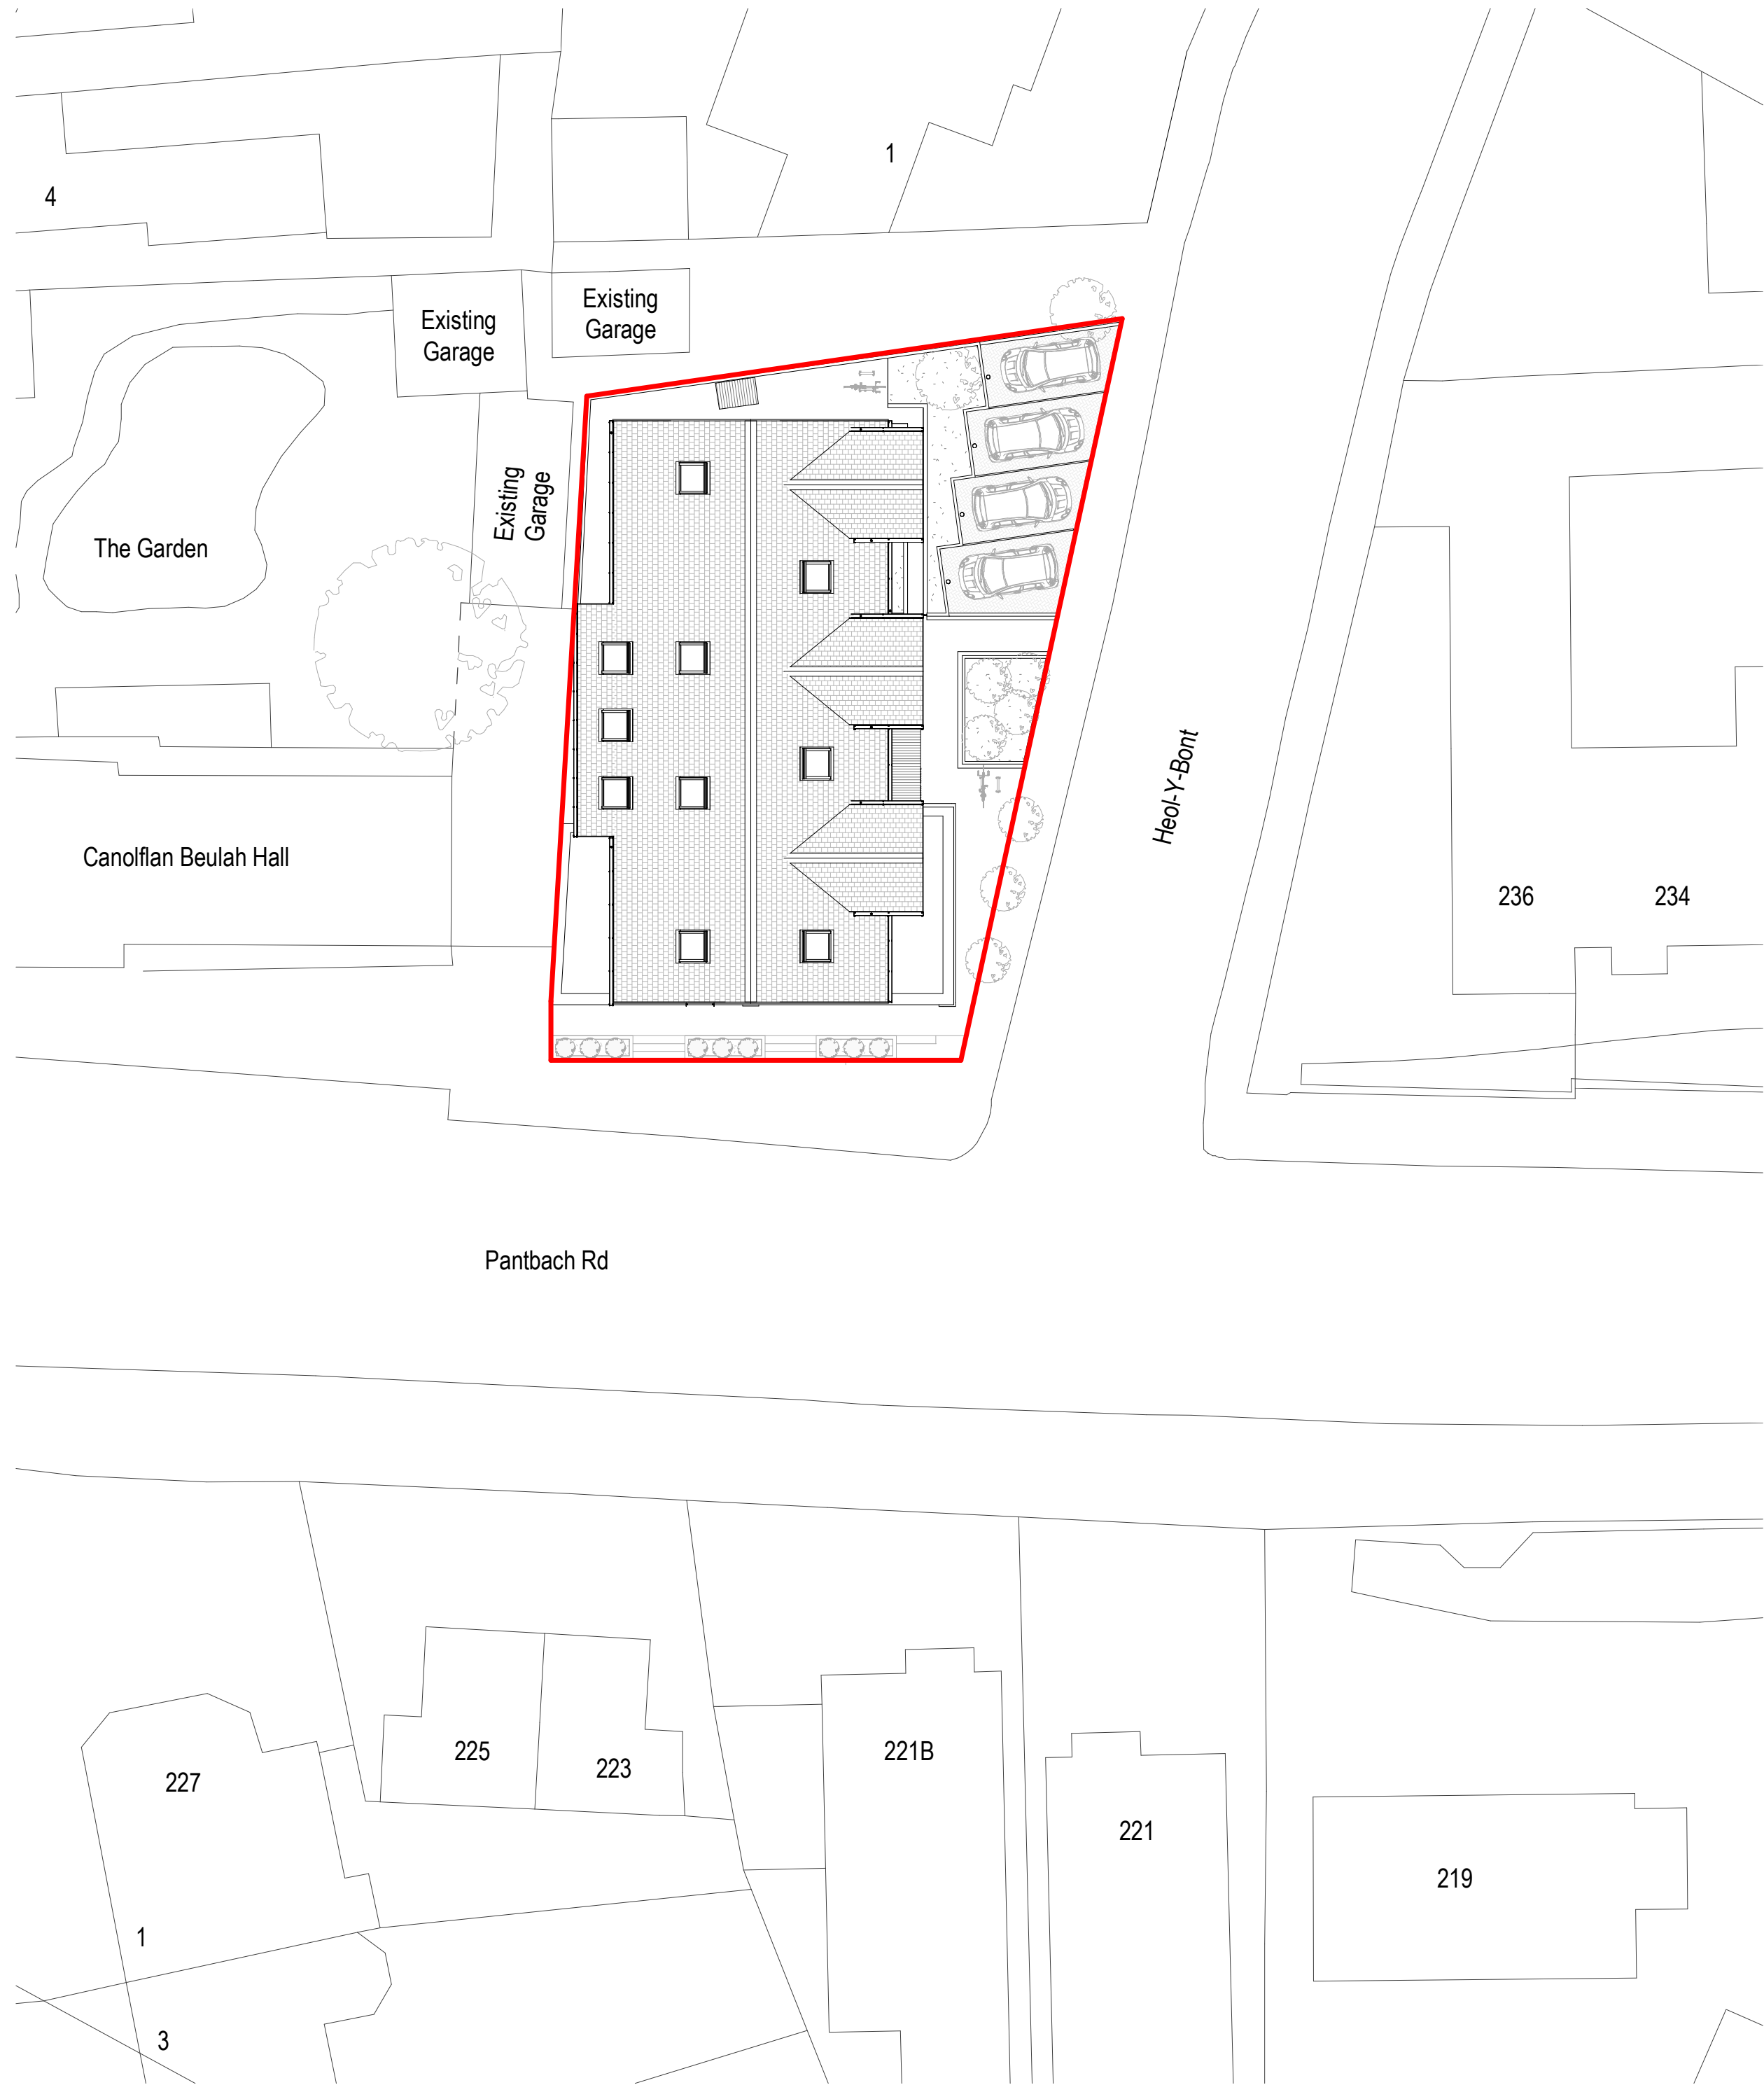 1
4
Existing
Garage
Existing
Garage
Existing
Garage
The Garden
Heol-Y-Bont
Canolflan Beulah Hall
236
234
Pantbach Rd
225
221B
223
227
221
219
1
3